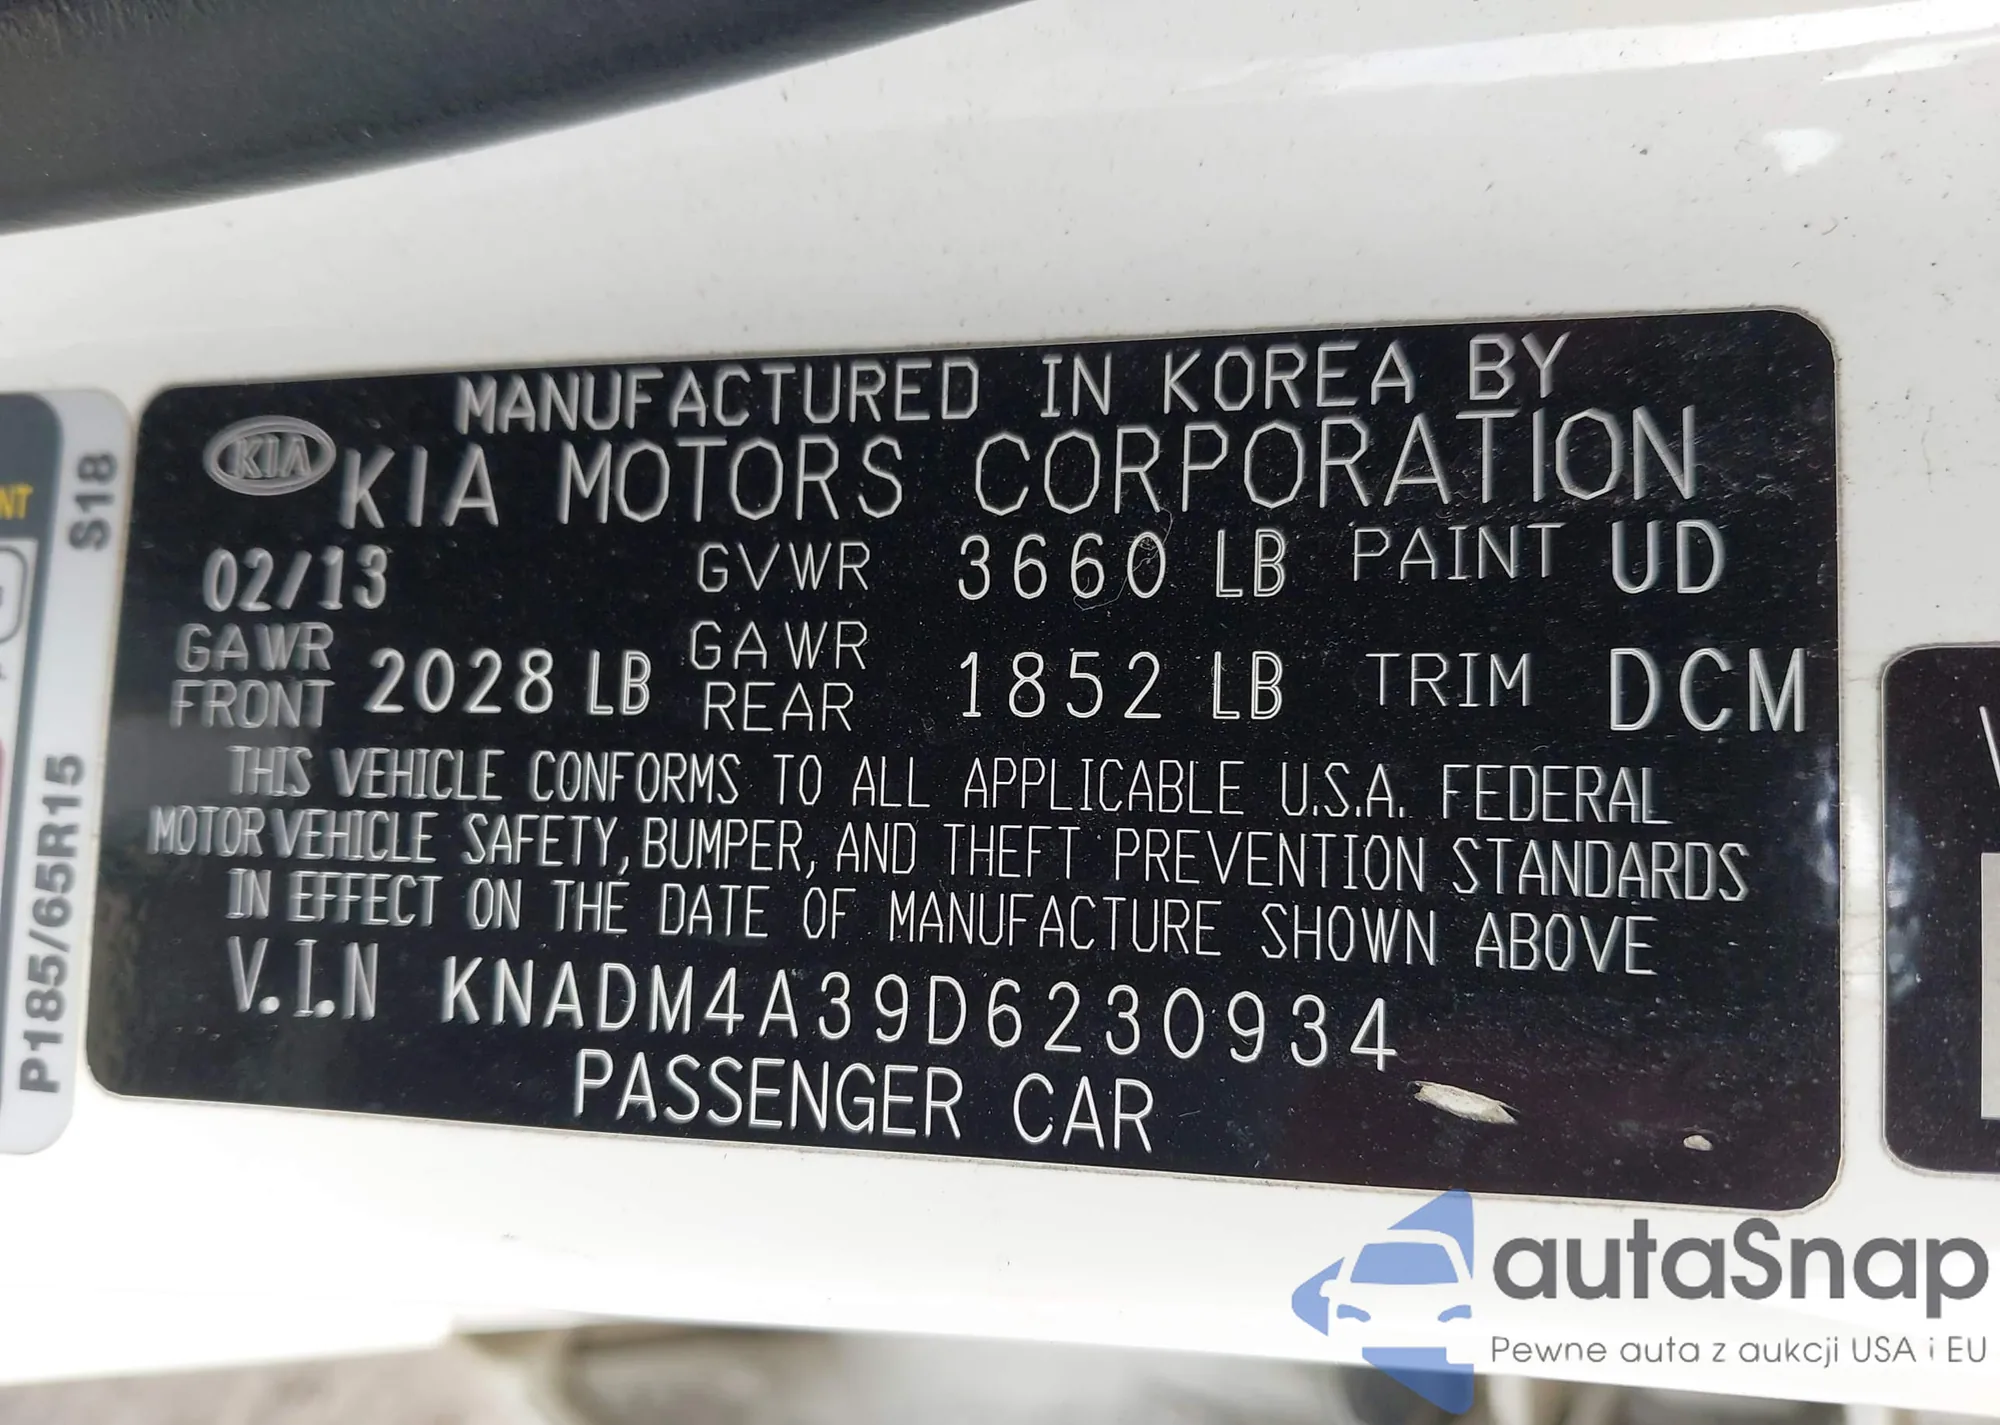 MANUFACTURED IN KOREA BY
KIA KIA MOTORS CORPORATION
02/13 GVWR 3660 LB PAINT UD
GAWR FRONT 2028 LB GAWR REAR 1852 LB TRIM DCM
THIS VEHICLE CONFORMS TO ALL APPLICABLE U.S.A. FEDERAL
MOTOR VEHICLE SAFETY, BUMPER, AND THEFT PREVENTION STANDARDS
IN EFFECT ON THE DATE OF MANUFACTURE SHOWN ABOVE
V.I.N KNADM4A39D6230934
PASSENGER CAR
P185/65R15 S18
autaSnap
Pewne auta z aukcji USA i EU